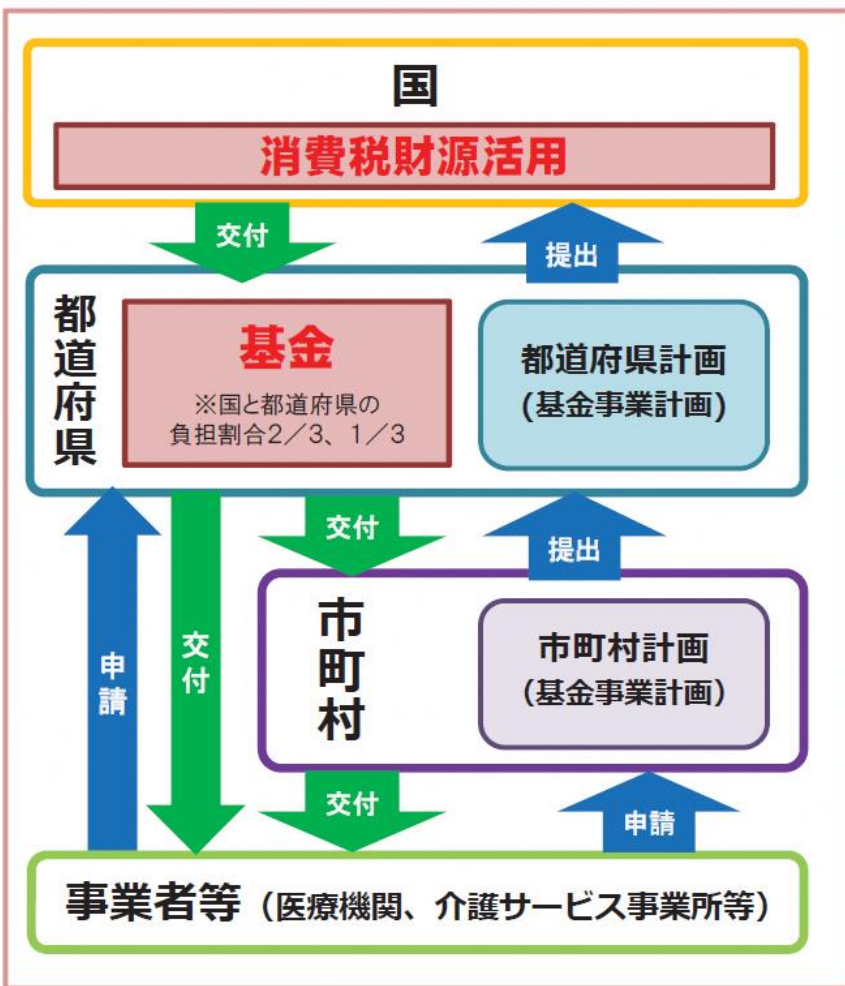 国
消費税財源活用
交付
提出
都道府県
基金
※国と都道府県の
負担割合2／3、1／3
都道府県計画
(基金事業計画)
交付
提出
申請
交付
市町村
市町村計画
（基金事業計画）
交付
申請
事業者等（医療機関、介護サービス事業所等）